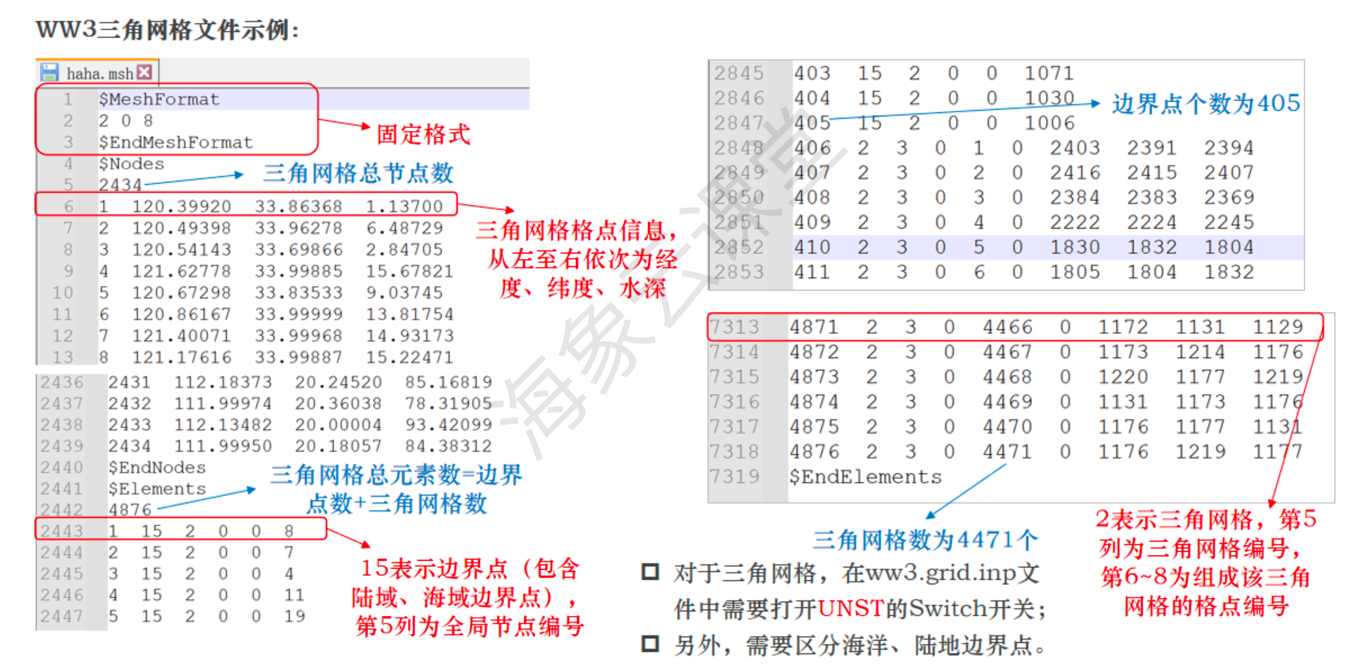 WW3三角网格文件示例：
haha.msh
1 $MeshFormat
2 2 0 8
3 $EndMeshFormat
固定格式
4 $Nodes
5 2434
三角网格总节点数
6 1 120.39920 33.86368 1.13700
7 2 120.49398 33.96278 6.48729
8 3 120.54143 33.69866 2.84705
9 4 121.62778 33.99885 15.67821
10 5 120.67298 33.83533 9.03745
11 6 120.86167 33.99999 13.81754
12 7 121.40071 33.99968 14.93173
13 8 121.17616 33.99887 15.22471
三角网格格点信息，
从左至右依次为经
度、纬度、水深
2436 2431 112.18373 20.24520 85.16819
2437 2432 111.99974 20.36038 78.31905
2438 2433 112.13482 20.00004 93.42099
2439 2434 111.99950 20.18057 84.38312
2440 $EndNodes
2441 $Elements
2442 4876
三角网格总元素数=边界
点数+三角网格数
2443 1 15 2 0 0 8
2444 2 15 2 0 0 7
2445 3 15 2 0 0 4
2446 4 15 2 0 0 11
2447 5 15 2 0 0 19
15表示边界点（包含
陆域、海域边界点），
第5列为全局节点编号
2845 403 15 2 0 0 1071
2846 404 15 2 0 0 1030
2847 405 15 2 0 0 1006
边界点个数为405
2848 406 2 3 0 1 0 2403 2391 2394
2849 407 2 3 0 2 0 2416 2415 2407
2850 408 2 3 0 3 0 2384 2383 2369
2851 409 2 3 0 4 0 2222 2224 2245
2852 410 2 3 0 5 0 1830 1832 1804
2853 411 2 3 0 6 0 1805 1804 1832
7313 4871 2 3 0 4466 0 1172 1131 1129
7314 4872 2 3 0 4467 0 1173 1214 1176
7315 4873 2 3 0 4468 0 1220 1177 1219
7316 4874 2 3 0 4469 0 1131 1173 1176
7317 4875 2 3 0 4470 0 1176 1177 1131
7318 4876 2 3 0 4471 0 1176 1219 1177
7319 $EndElements
三角网格数为4471个
2表示三角网格，第5
列为三角网格编号，
第6~8为组成该三角
网格的格点编号
对于三角网格，在ww3.grid.inp文
件中需要打开UNST的Switch开关；
另外，需要区分海洋、陆地边界点。
海象云课堂